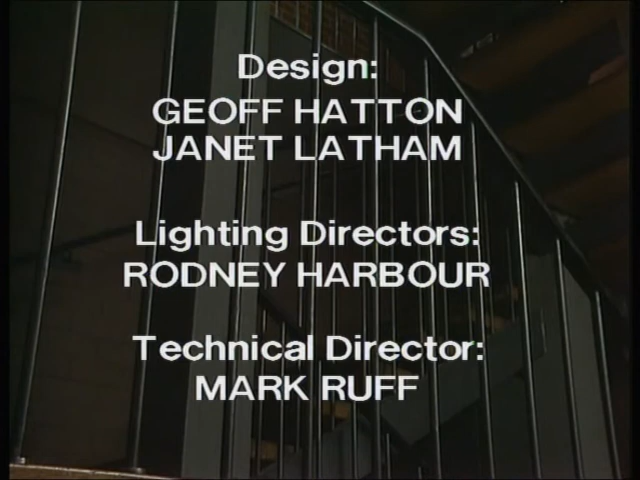 Design:
GEOFF HATTON
JANET LATHAM
Lighting Directors:
RODNEY HARBOUR
Technical Director:
MARK RUFF